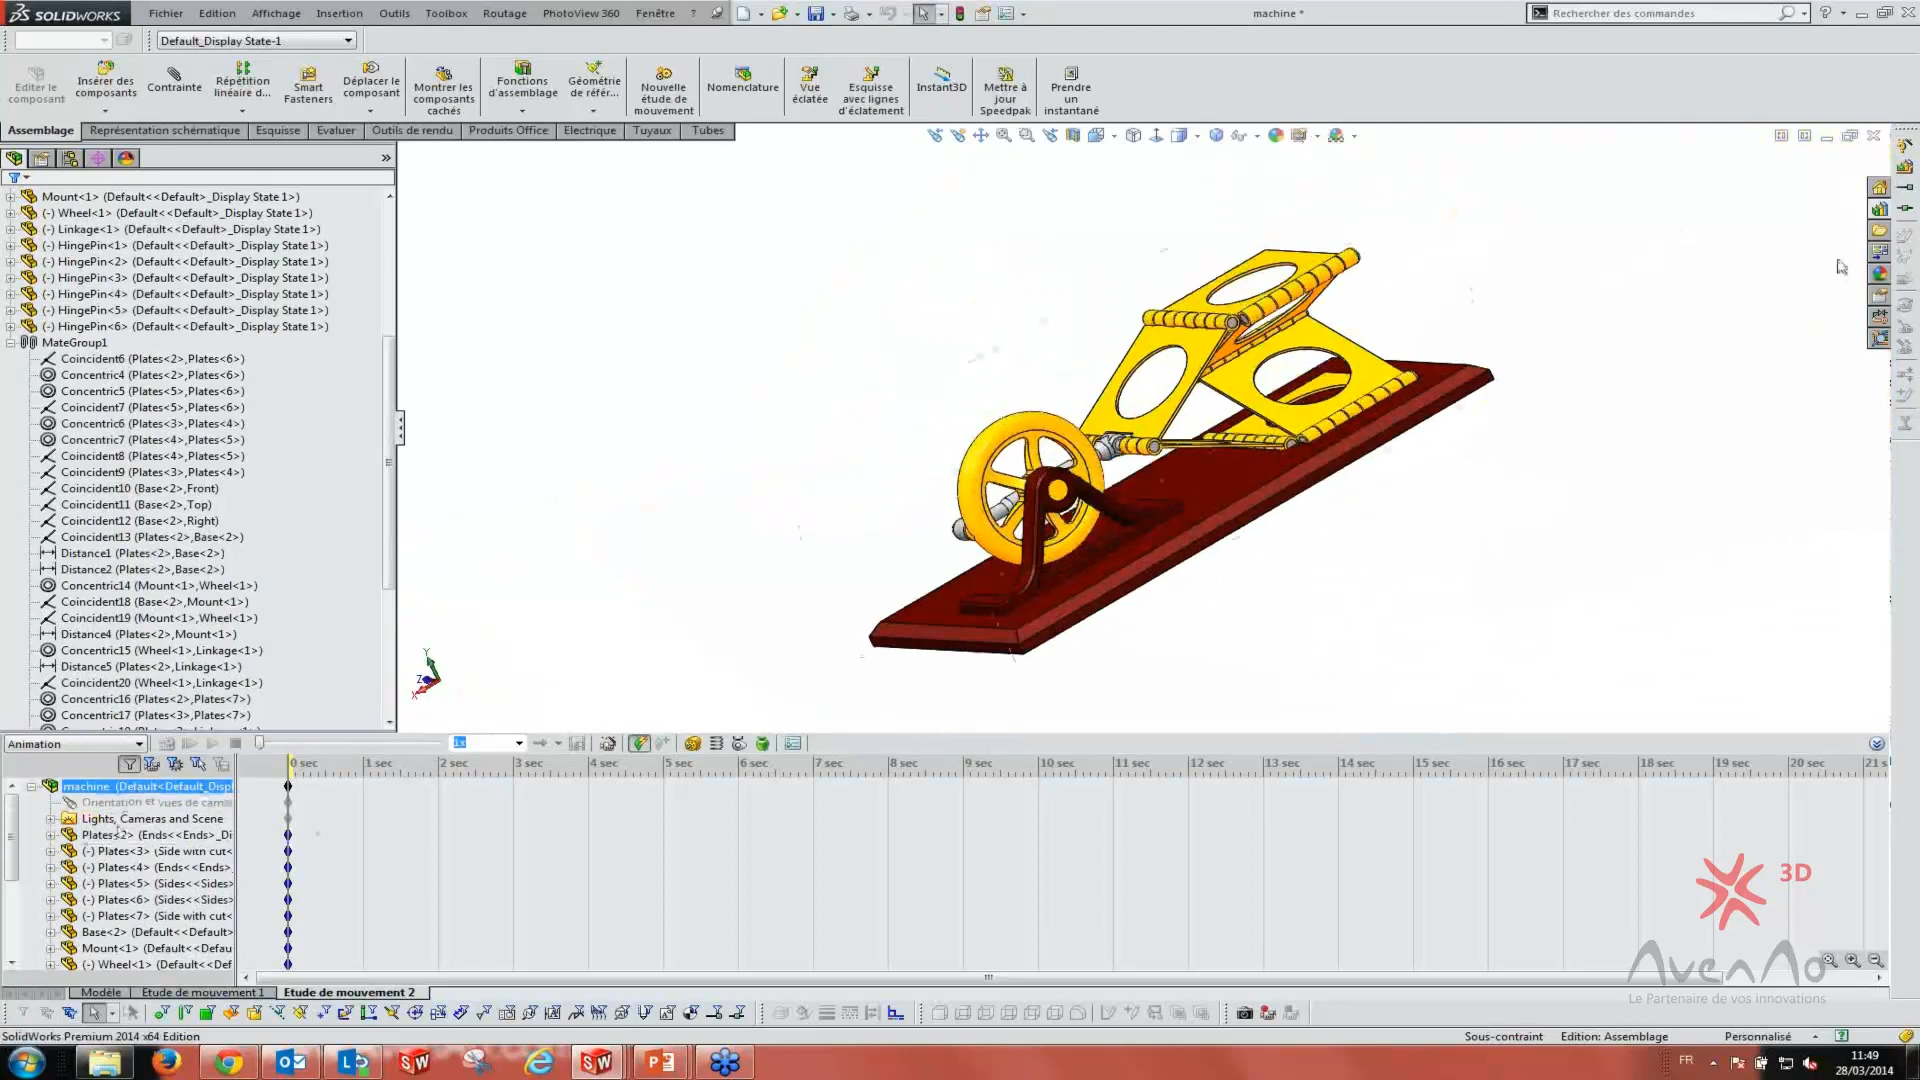 SOLIDWORKS
Fichier Edition Affichage Insertion Outils Toolbox Routage PhotoView 360 Fenêtre ?
machine *
Rechercher des commandes
Default_Display State-1
Editer le composant
Insérer des composants
Contrainte
Répétition linéaire d...
Smart Fasteners
Déplacer le composant
Montrer les composants cachés
Fonctions d'assemblage
Géométrie de référ...
Nouvelle étude de mouvement
Nomenclature
Vue éclatée
Esquisse avec lignes d'éclatement
Instant3D
Mettre à jour Speedpak
Prendre un instantané
Assemblage Représentation schématique Esquisse Evaluer Outils de rendu Produits Office Electrique Tuyaux Tubes
Mount<1> (Default<<Default>_Display State 1>)
(-) Wheel<1> (Default<<Default>_Display State 1>)
(-) Linkage<1> (Default<<Default>_Display State 1>)
(-) HingePin<1> (Default<<Default>_Display State 1>)
(-) HingePin<2> (Default<<Default>_Display State 1>)
(-) HingePin<3> (Default<<Default>_Display State 1>)
(-) HingePin<4> (Default<<Default>_Display State 1>)
(-) HingePin<5> (Default<<Default>_Display State 1>)
(-) HingePin<6> (Default<<Default>_Display State 1>)
MateGroup1
Coincident6 (Plates<2>,Plates<6>)
Concentric4 (Plates<2>,Plates<6>)
Concentric5 (Plates<5>,Plates<6>)
Coincident7 (Plates<5>,Plates<6>)
Concentric6 (Plates<3>,Plates<4>)
Concentric7 (Plates<4>,Plates<5>)
Coincident8 (Plates<4>,Plates<5>)
Coincident9 (Plates<3>,Plates<4>)
Coincident10 (Base<2>,Front)
Coincident11 (Base<2>,Top)
Coincident12 (Base<2>,Right)
Coincident13 (Plates<2>,Base<2>)
Distance1 (Plates<2>,Base<2>)
Distance2 (Plates<2>,Base<2>)
Concentric14 (Mount<1>,Wheel<1>)
Coincident18 (Base<2>,Mount<1>)
Coincident19 (Mount<1>,Wheel<1>)
Distance4 (Plates<2>,Mount<1>)
Concentric15 (Wheel<1>,Linkage<1>)
Distance5 (Plates<2>,Linkage<1>)
Coincident20 (Wheel<1>,Linkage<1>)
Concentric16 (Plates<2>,Plates<7>)
Concentric17 (Plates<3>,Plates<7>)
Y
Z
X
Animation
1x
0 sec 1 sec 2 sec 3 sec 4 sec 5 sec 6 sec 7 sec 8 sec 9 sec 10 sec 11 sec 12 sec 13 sec 14 sec 15 sec 16 sec 17 sec 18 sec 19 sec 20 sec 21 s
machine (Default<Default_Displ
Orientation et vues de cam
Lights, Cameras and Scene
Plates<2> (Ends<<Ends>_Di
(-) Plates<3> (Side with cut<
(-) Plates<4> (Ends<<Ends>_
(-) Plates<5> (Sides<<Sides>
(-) Plates<6> (Sides<<Sides>
(-) Plates<7> (Side with cut<
Base<2> (Default<<Default>
Mount<1> (Default<<Defau
(-) Wheel<1> (Default<<Def
3D
AvenAo
Le Partenaire de vos innovations
Modèle Etude de mouvement 1 Etude de mouvement 2
SolidWorks Premium 2014 x64 Edition
Sous-contraint Edition: Assemblage Personnalisé
FR
11:49
28/03/2014